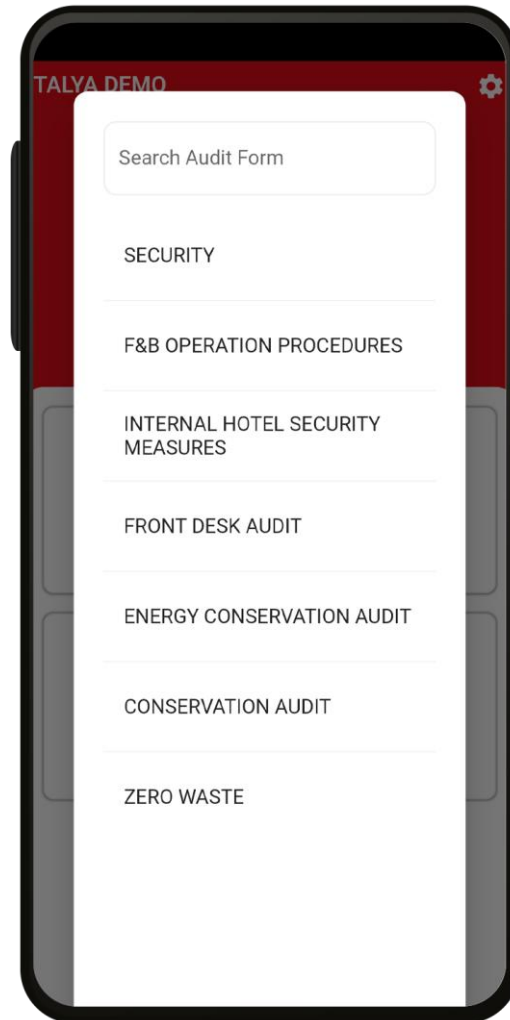 TALYA DEMO
Search Audit Form
SECURITY
F&B OPERATION PROCEDURES
INTERNAL HOTEL SECURITY
MEASURES
FRONT DESK AUDIT
ENERGY CONSERVATION AUDIT
CONSERVATION AUDIT
ZERO WASTE